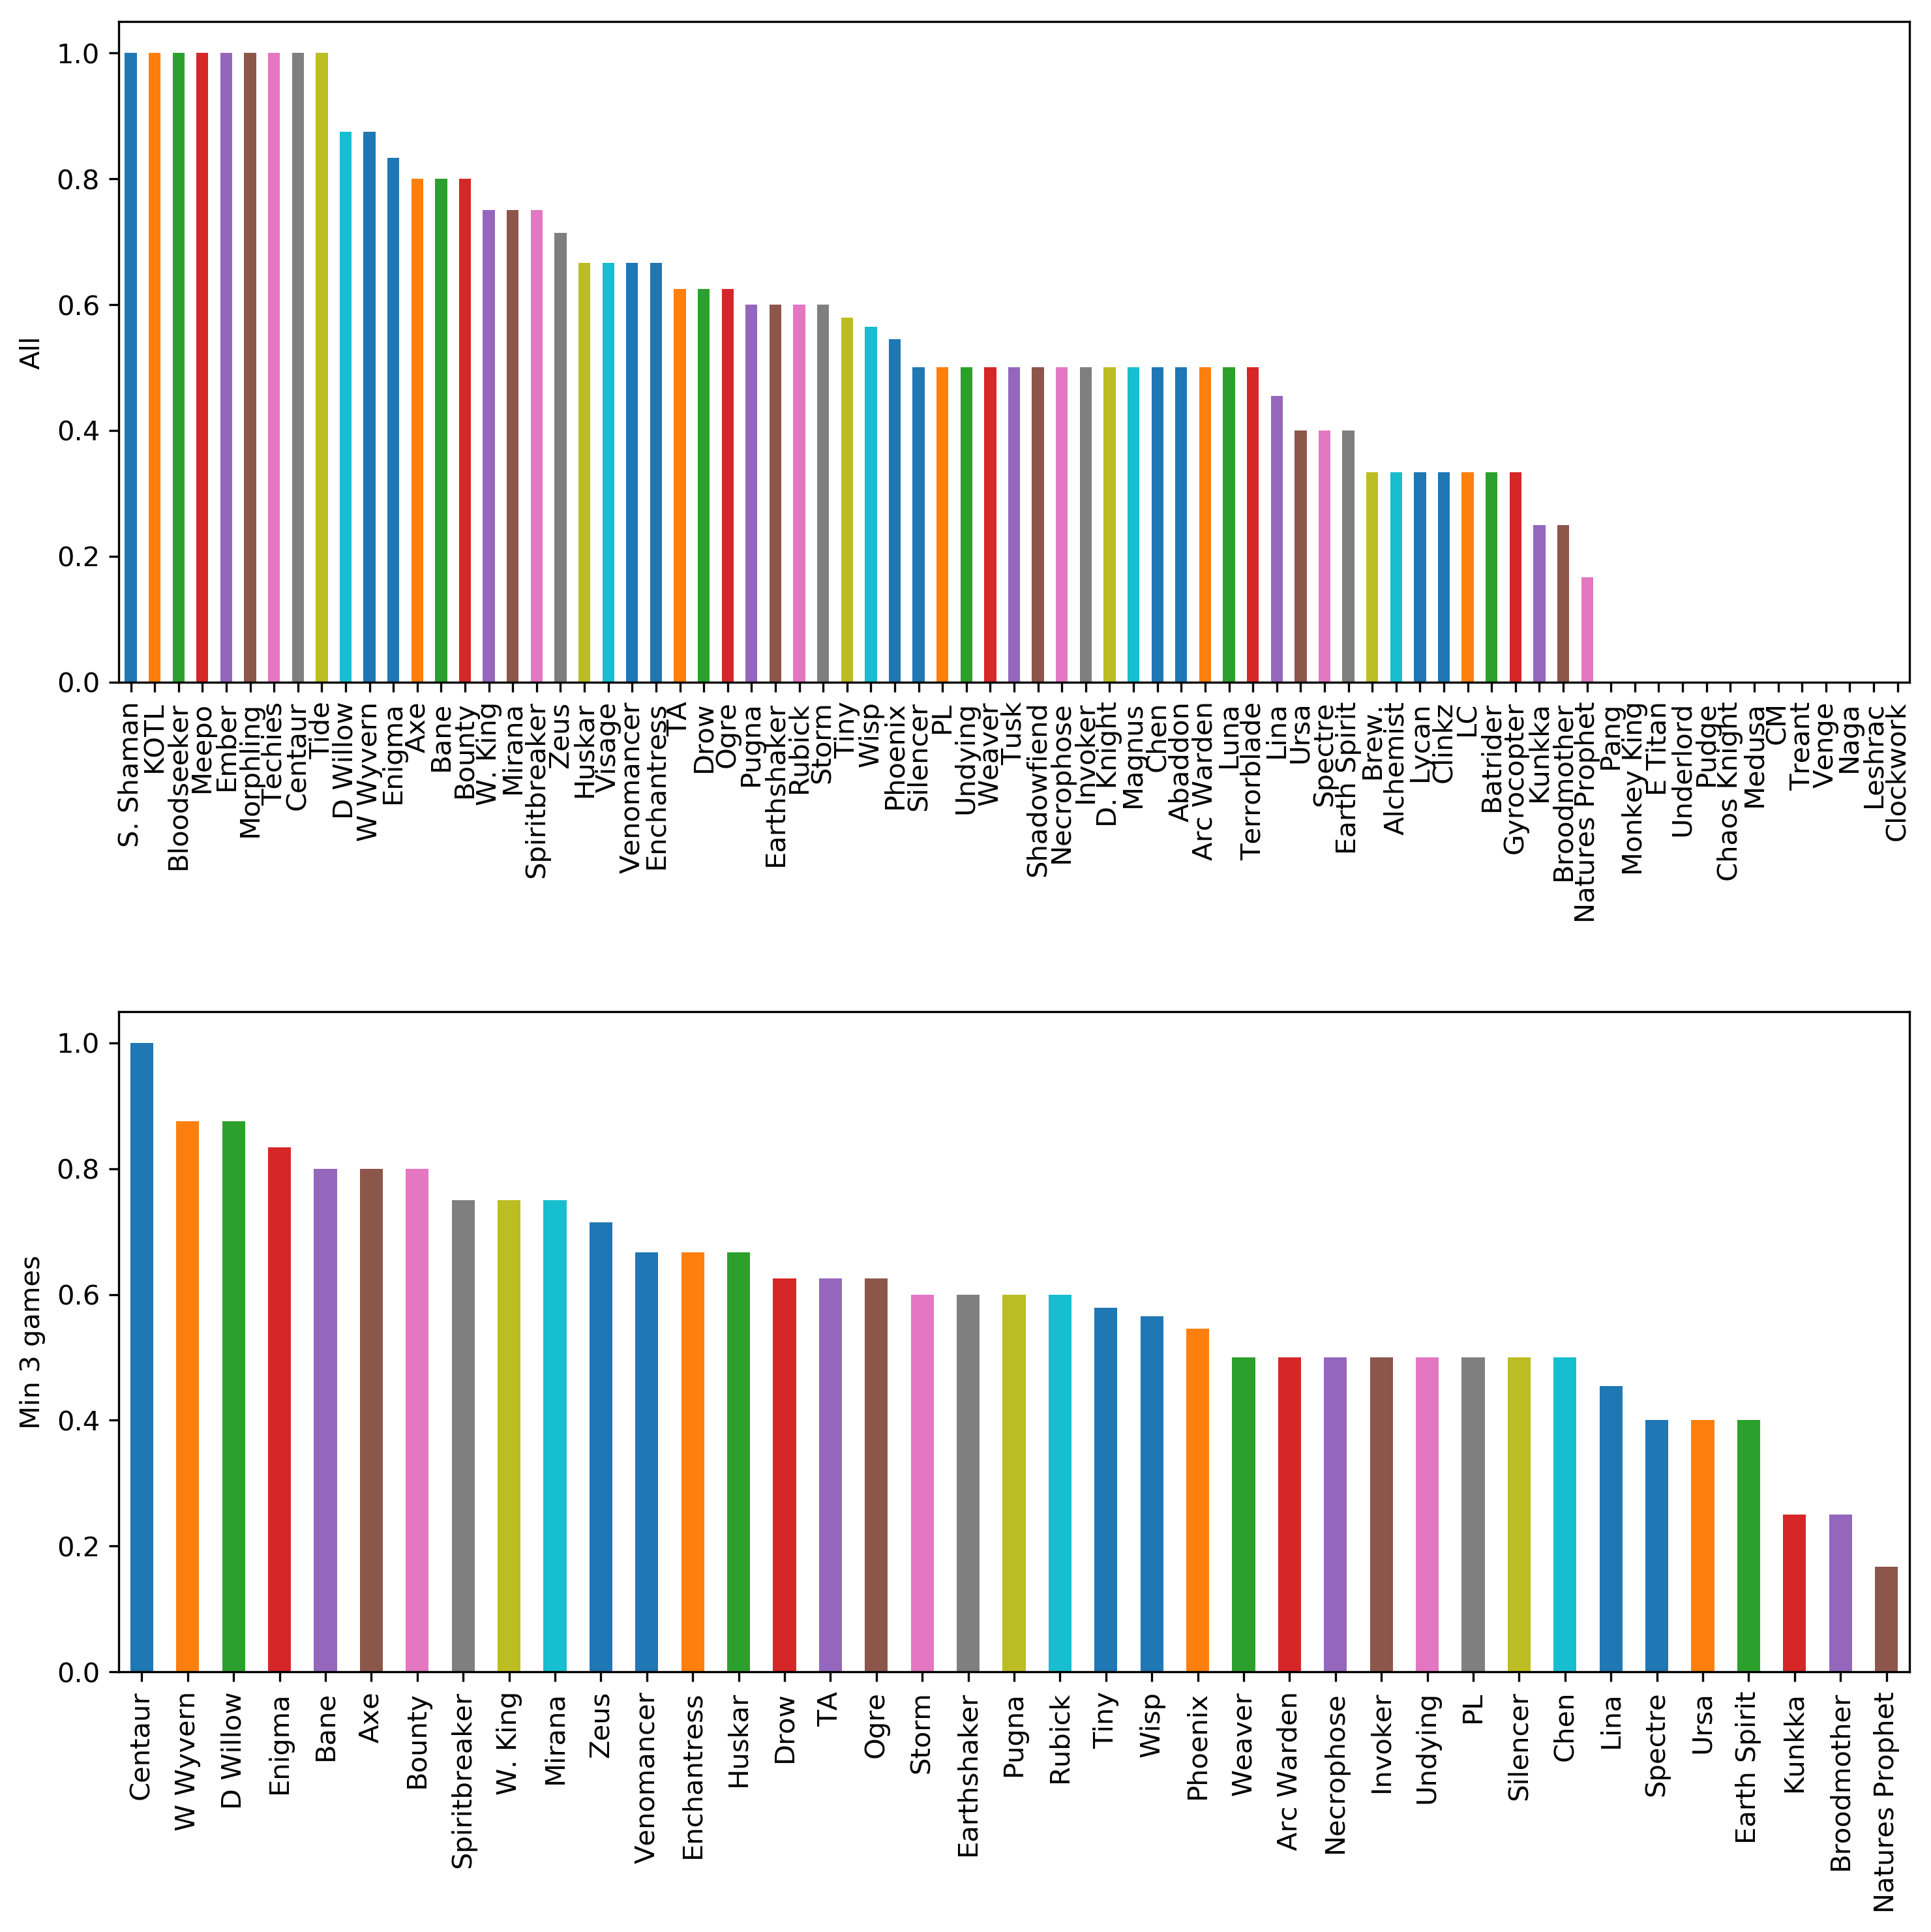 1.0
0.8
0.6
0.4
0.2
0.0
All
S. Shaman
KOTL
Bloodseeker
Meepo
Ember
Morphling
Techies
Centaur
Tide
D Willow
W Wyvern
Enigma
Axe
Bane
Bounty
W. King
Mirana
Spiritbreaker
Zeus
Huskar
Visage
Venomancer
Enchantress
TA
Drow
Ogre
Pugna
Earthshaker
Rubick
Storm
Tiny
Wisp
Phoenix
Silencer
PL
Undying
Weaver
Tusk
Shadowfiend
Necrophose
Invoker
D. Knight
Magnus
Chen
Abaddon
Arc Warden
Luna
Terrorblade
Lina
Ursa
Spectre
Earth Spirit
Brew
Alchemist
Lycan
Clinkz
LC
Batrider
Gyrocopter
Kunkka
Broodmother
Natures Prophet
Pang
Monkey King
E Titan
Underlord
Pudge
Chaos Knight
Medusa
CM
Treant
Venge
Naga
Leshrac
Clockwork
1.0
0.8
0.6
0.4
0.2
0.0
Min 3 games
Centaur
W Wyvern
D Willow
Enigma
Bane
Axe
Bounty
Spiritbreaker
W. King
Mirana
Zeus
Venomancer
Enchantress
Huskar
Drow
TA
Ogre
Storm
Earthshaker
Pugna
Rubick
Tiny
Wisp
Phoenix
Weaver
Arc Warden
Necrophose
Invoker
Undying
PL
Silencer
Chen
Lina
Spectre
Ursa
Earth Spirit
Kunkka
Broodmother
Natures Prophet